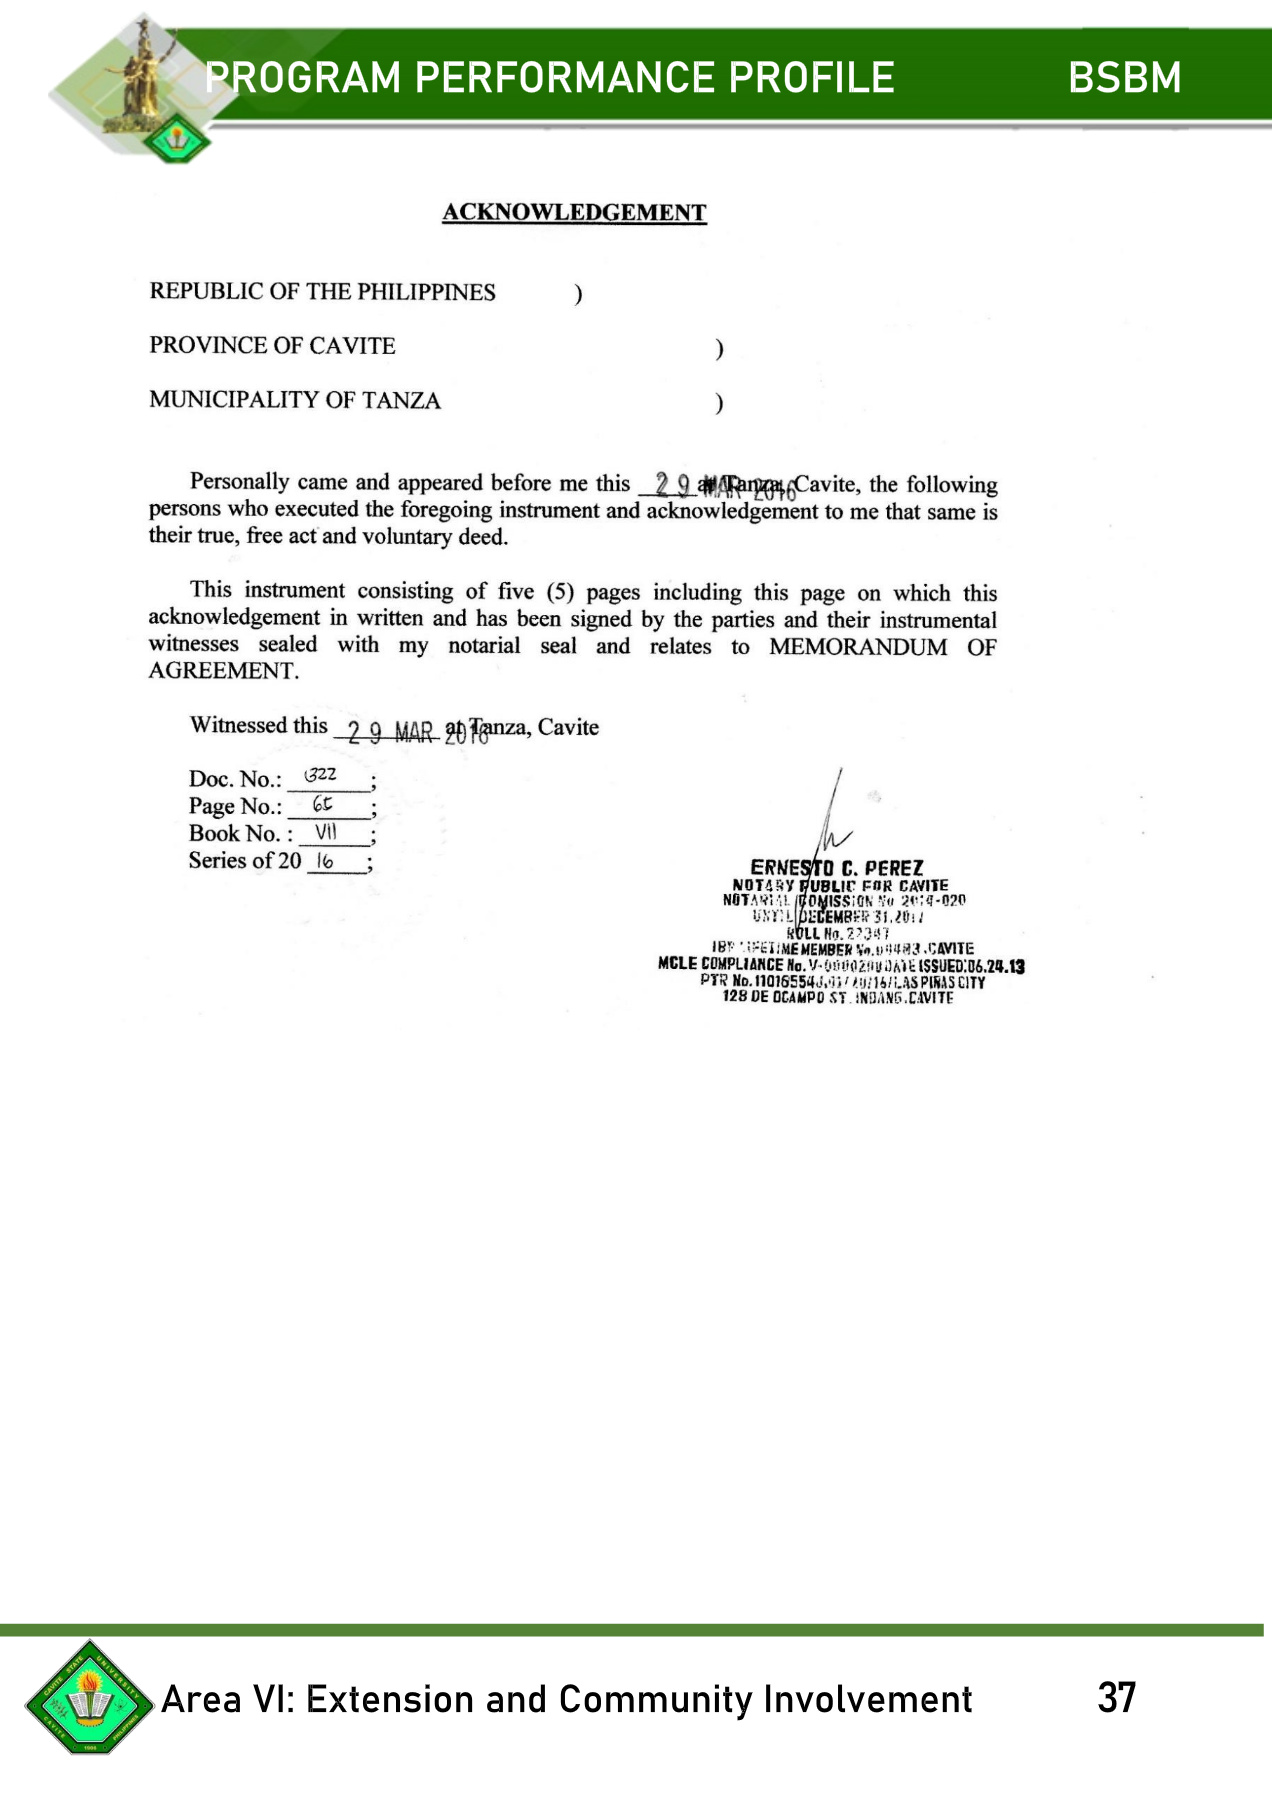 PROGRAM PERFORMANCE PROFILE BSBM
ACKNOWLEDGEMENT
REPUBLIC OF THE PHILIPPINES )
PROVINCE OF CAVITE )
MUNICIPALITY OF TANZA )
Personally came and appeared before me this 29 MAR 2016 at Tanza, Cavite, the following
persons who executed the foregoing instrument and acknowledgement to me that same is
their true, free act and voluntary deed.
This instrument consisting of five (5) pages including this page on which this
acknowledgement in written and has been signed by the parties and their instrumental
witnesses sealed with my notarial seal and relates to MEMORANDUM OF
AGREEMENT.
Witnessed this 29 MAR 2016 at Tanza, Cavite
Doc. No.: 322 ;
Page No.: 65 ;
Book No. : VII ;
Series of 20 16 ;
ERNESTO C. PEREZ
NOTARY PUBLIC FOR CAVITE
NOTARIAL COMISSION No
UNTIL DECEMBER 31, 2017
ROLL No.
IBP LIFETIME MEMBER No. CAVITE
MCLE COMPLIANCE No. DATE ISSUED:06.24.13
PTR No. LAS PIÑAS CITY
128 DE OCAMPO ST. INDANG, CAVITE
CAVITE STATE UNIVERSITY
CAVITE PHILIPPINES
1906
Area VI: Extension and Community Involvement 37